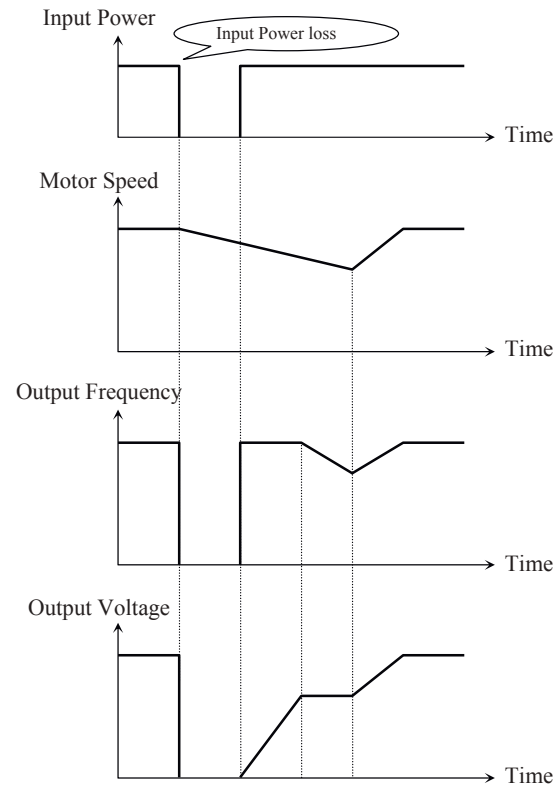 Input Power
Input Power loss
Time
Motor Speed
Time
Output Frequency
Time
Output Voltage
Time